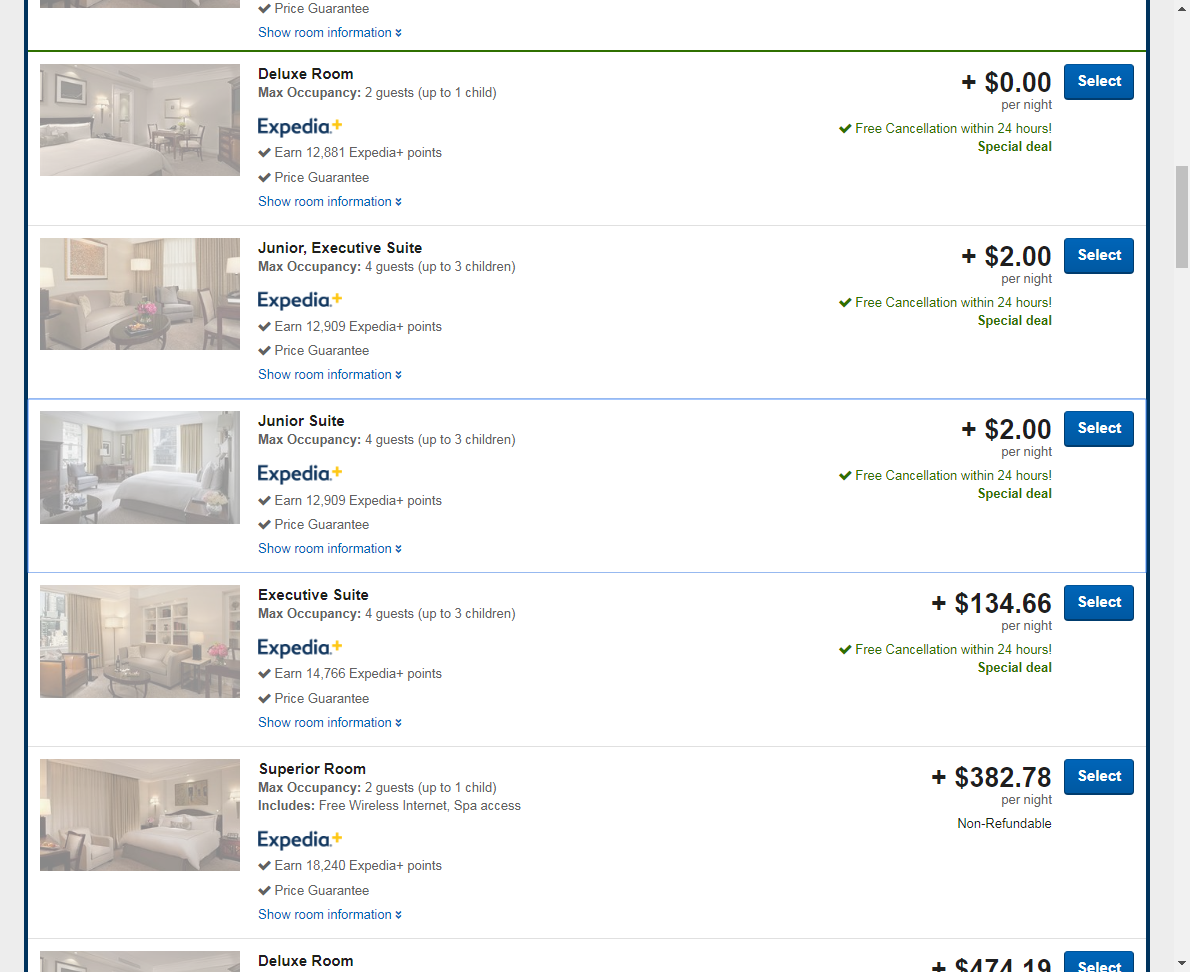 Price Guarantee
Show room information
Deluxe Room
Max Occupancy: 2 guests (up to 1 child)
Expedia.+
Earn 12,881 Expedia+ points
Price Guarantee
Show room information
+ $0.00
per night
Free Cancellation within 24 hours!
Special deal
Select
Junior, Executive Suite
Max Occupancy: 4 guests (up to 3 children)
Expedia.+
Earn 12,909 Expedia+ points
Price Guarantee
Show room information
+ $2.00
per night
Free Cancellation within 24 hours!
Special deal
Select
Junior Suite
Max Occupancy: 4 guests (up to 3 children)
Expedia.+
Earn 12,909 Expedia+ points
Price Guarantee
Show room information
+ $2.00
per night
Free Cancellation within 24 hours!
Special deal
Select
Executive Suite
Max Occupancy: 4 guests (up to 3 children)
Expedia.+
Earn 14,766 Expedia+ points
Price Guarantee
Show room information
+ $134.66
per night
Free Cancellation within 24 hours!
Special deal
Select
Superior Room
Max Occupancy: 2 guests (up to 1 child)
Includes: Free Wireless Internet, Spa access
Expedia.+
Earn 18,240 Expedia+ points
Price Guarantee
Show room information
+ $382.78
per night
Non-Refundable
Select
Deluxe Room
+ $474.19
Select